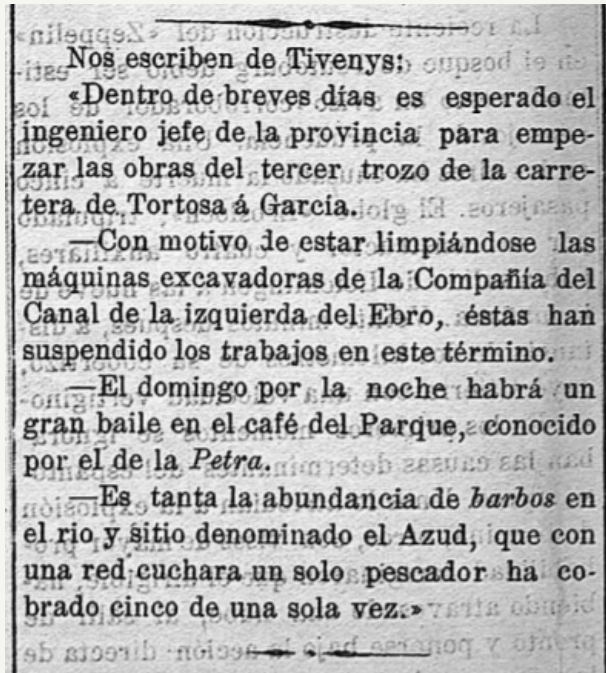 Nos escriben de Tivenys:
«Dentro de breves días es esperado el
ingeniero jefe de la provincia para empe-
zar las obras del tercer trozo de la carre-
tera de Tortosa á García.
—Con motivo de estar limpiándose las
máquinas excavadoras de la Compañía del
Canal de la izquierda del Ebro, éstas han
suspendido los trabajos en este término.
—El domingo por la noche habrá un
gran baile en el café del Parque, conocido
por el de la Petra.
—Es tanta la abundancia de barbos en
el rio y sitio denominado el Azud, que con
una red cuchara un solo pescador ha co-
brado cinco de una sola vez.»